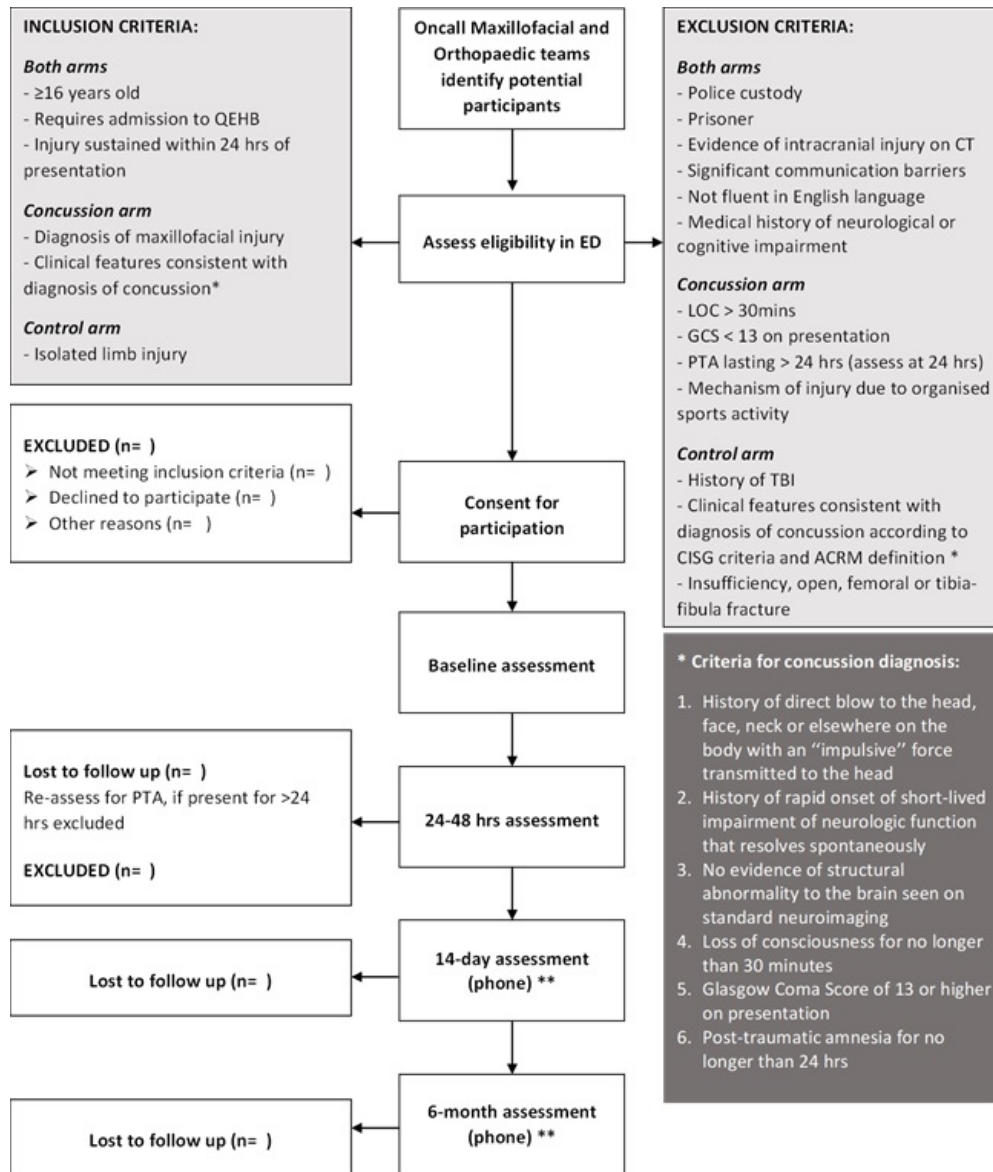 INCLUSION CRITERIA:
Both arms
- ≥16 years old
- Requires admission to QEHB
- Injury sustained within 24 hrs of
presentation
Concussion arm
- Diagnosis of maxillofacial injury
- Clinical features consistent with
diagnosis of concussion*
Control arm
- Isolated limb injury
Oncall Maxillofacial and
Orthopaedic teams
identify potential
participants
Assess eligibility in ED
EXCLUSION CRITERIA:
Both arms
- Police custody
- Prisoner
- Evidence of intracranial injury on CT
- Significant communication barriers
- Not fluent in English language
- Medical history of neurological or
cognitive impairment
Concussion arm
- LOC > 30mins
- GCS < 13 on presentation
- PTA lasting > 24 hrs (assess at 24 hrs)
- Mechanism of injury due to organised
sports activity
Control arm
- History of TBI
- Clinical features consistent with
diagnosis of concussion according to
CISG criteria and ACRM definition *
- Insufficiency, open, femoral or tibia-
fibula fracture
EXCLUDED (n= )
➢ Not meeting inclusion criteria (n= )
➢ Declined to participate (n= )
➢ Other reasons (n= )
Consent for
participation
Baseline assessment
* Criteria for concussion diagnosis:
1. History of direct blow to the head,
face, neck or elsewhere on the
body with an “impulsive” force
transmitted to the head
2. History of rapid onset of short-lived
impairment of neurologic function
that resolves spontaneously
3. No evidence of structural
abnormality to the brain seen on
standard neuroimaging
4. Loss of consciousness for no longer
than 30 minutes
5. Glasgow Coma Score of 13 or higher
on presentation
6. Post-traumatic amnesia for no
longer than 24 hrs
Lost to follow up (n= )
Re-assess for PTA, if present for >24
hrs excluded
EXCLUDED (n= )
24-48 hrs assessment
Lost to follow up (n= )
14-day assessment
(phone) **
Lost to follow up (n= )
6-month assessment
(phone) **